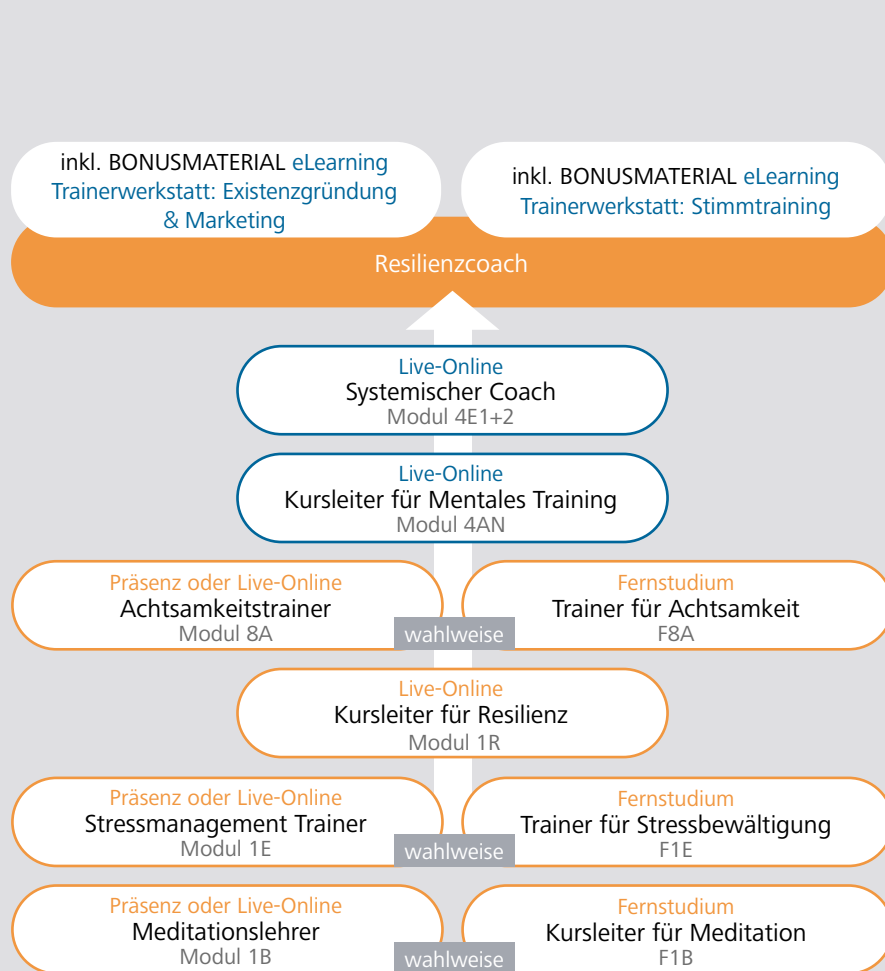 inkl. BONUSMATERIAL eLearning
Trainerwerkstatt: Existenzgründung
& Marketing
inkl. BONUSMATERIAL eLearning
Trainerwerkstatt: Stimmtraining
Resilienzcoach
Live-Online
Systemischer Coach
Modul 4E1+2
Live-Online
Kursleiter für Mentales Training
Modul 4AN
Präsenz oder Live-Online
Achtsamkeitstrainer
Modul 8A
wahlweise
Fernstudium
Trainer für Achtsamkeit
F8A
Live-Online
Kursleiter für Resilienz
Modul 1R
Präsenz oder Live-Online
Stressmanagement Trainer
Modul 1E
wahlweise
Fernstudium
Trainer für Stressbewältigung
F1E
Präsenz oder Live-Online
Meditationslehrer
Modul 1B
wahlweise
Fernstudium
Kursleiter für Meditation
F1B